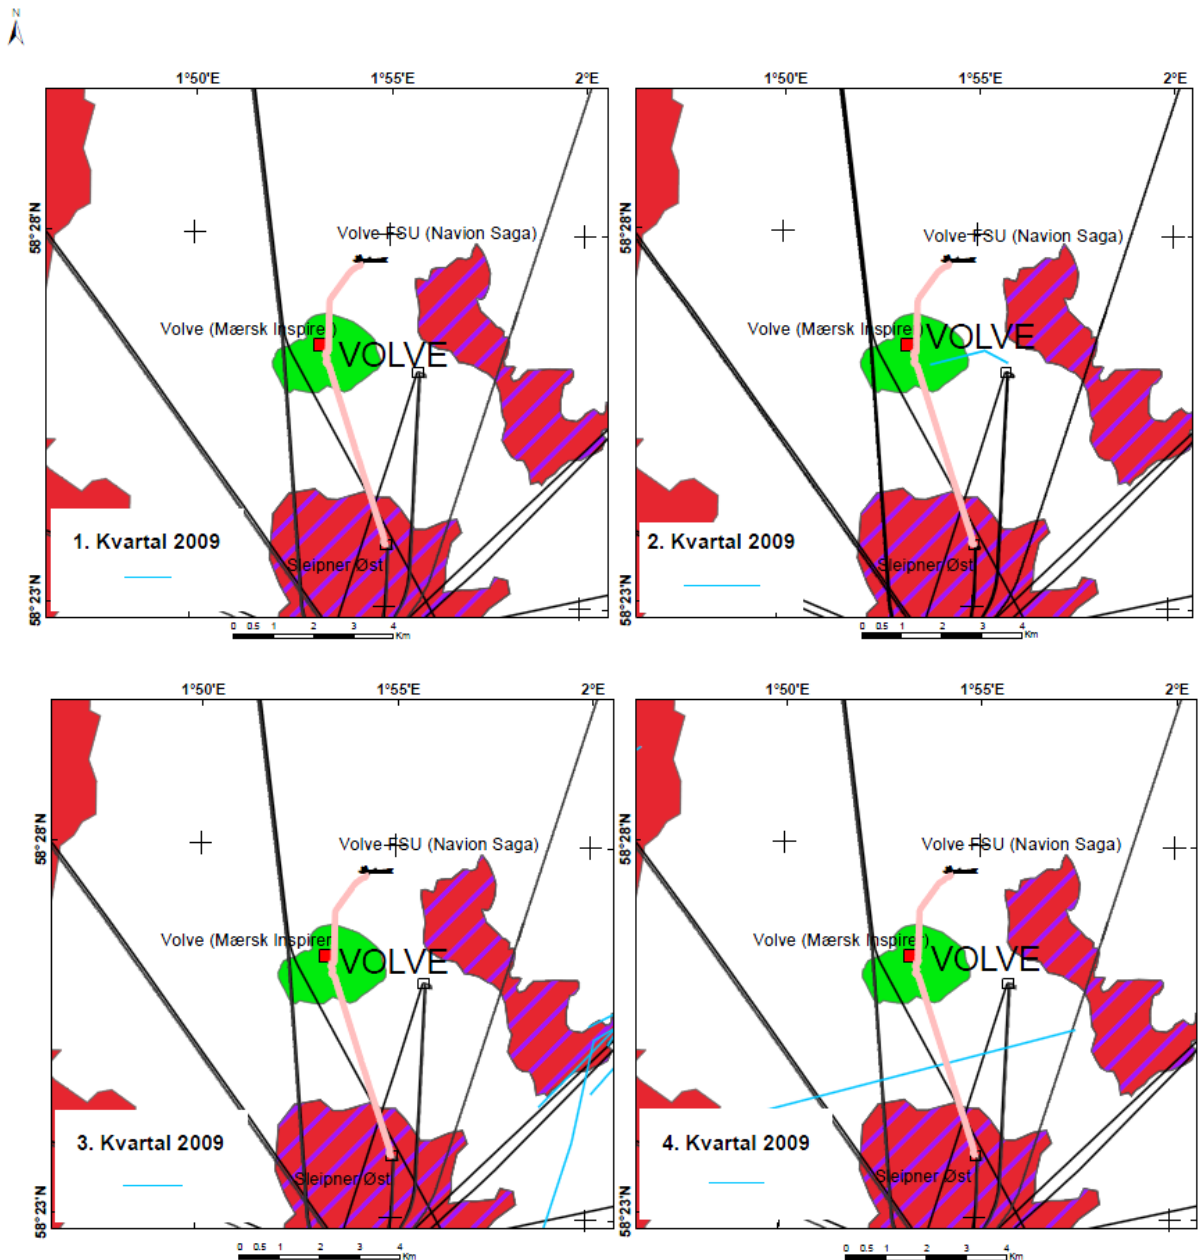 N
1°50'E 1°55'E 2°E
58°28'N
Volve FSU (Navion Saga)
Volve (Mærsk Inspirer)
VOLVE
1. Kvartal 2009
Sleipner Øst
58°23'N
0 0.5 1 2 3 4
Km
1°50'E 1°55'E 2°E
58°28'N
Volve FSU (Navion Saga)
Volve (Mærsk Inspirer)
VOLVE
2. Kvartal 2009
Sleipner Øst
58°23'N
0 0.5 1 2 3 4
Km
1°50'E 1°55'E 2°E
58°28'N
Volve FSU (Navion Saga)
Volve (Mærsk Inspirer
VOLVE
3. Kvartal 2009
Sleipner Øst
58°23'N
0 0.5 1 2 3 4
Km
1°50'E 1°55'E 2°E
58°28'N
Volve FSU (Navion Saga)
Volve (Mærsk Inspirer)
VOLVE
4. Kvartal 2009
Sleipner Øst
58°23'N
0 0.5 1 2 3 4
Km